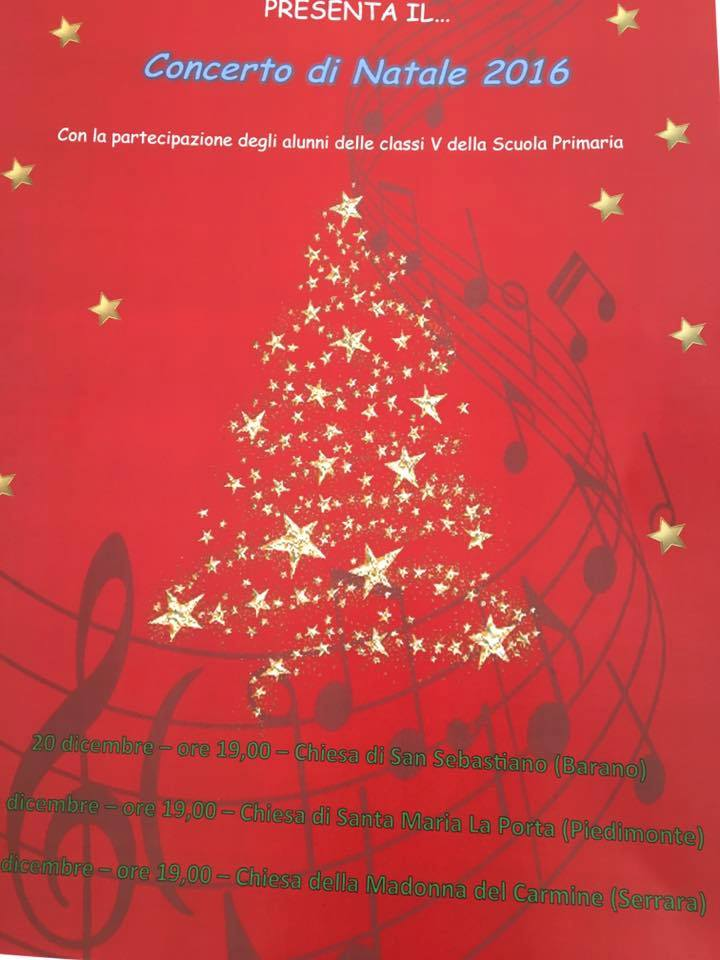 PRESENTA IL...
Concerto di Natale 2016
Con la partecipazione degli alunni delle classi V della Scuola Primaria
20 dicembre – ore 19,00 – Chiesa di San Sebastiano (Barano)
dicembre – ore 19,00 – Chiesa di Santa Maria La Porta (Piedimonte)
dicembre – ore 19,00 – Chiesa della Madonna del Carmine (Serrara)